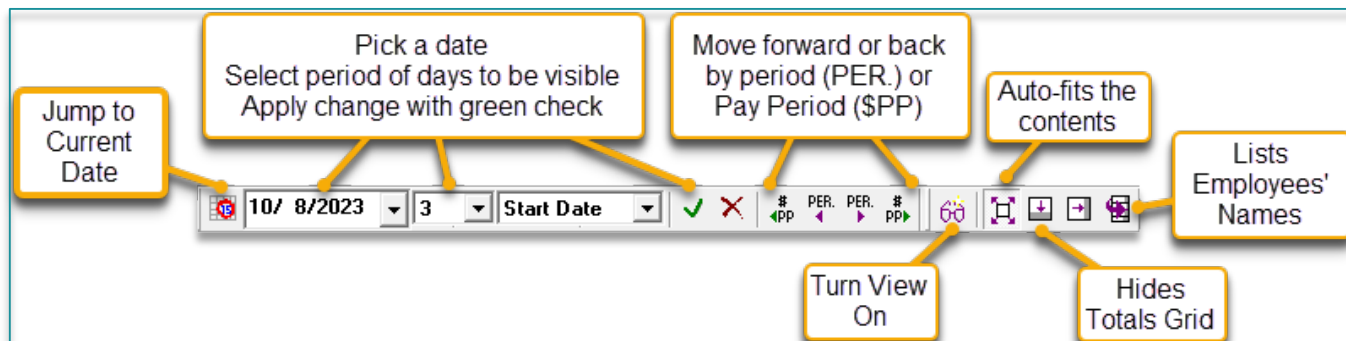 Pick a date
Select period of days to be visible
Apply change with green check
Move forward or back
by period (PER.) or
Pay Period ($PP)
Auto-fits the
contents
Jump to
Current
Date
Lists
Employees'
Names
15 10/ 8/2023 3 Start Date # PP PER. PER. # PP
Turn View
On
Hides
Totals Grid